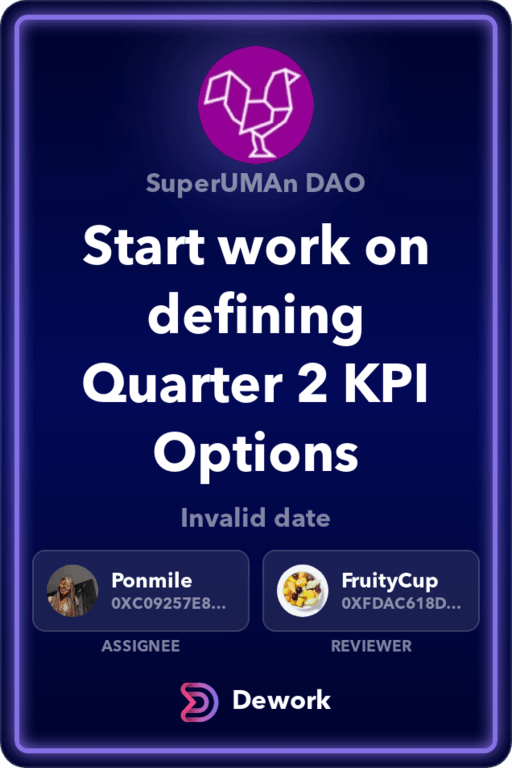 SuperUMAn DAO
Start work on
defining
Quarter 2 KPI
Options
Invalid date
Ponmile
0XC09257E8...
ASSIGNEE
FruityCup
0XFDAC618D...
REVIEWER
Dework